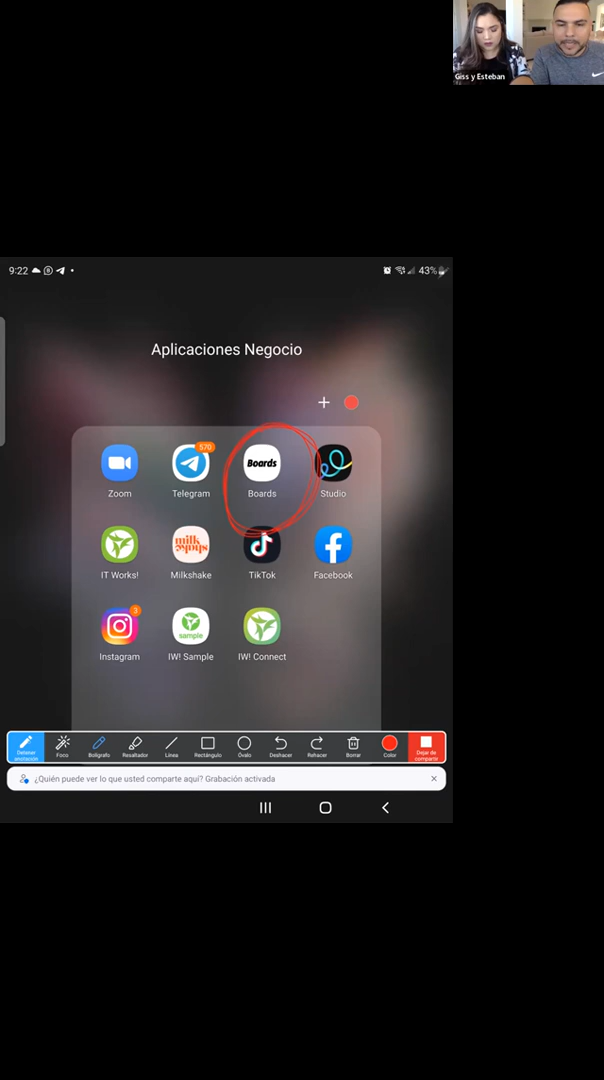 Giss y Esteban
9:22
43%
Aplicaciones Negocio
570
Boards
Zoom
Telegram
Boards
Studio
milk
shake
IT Works!
Milkshake
TikTok
Facebook
3
sample
Instagram
IW! Sample
IW! Connect
Detener anotación
Foco
Bolígrafo
Resaltador
Línea
Rectángulo
Óvalo
Deshacer
Rehacer
Borrar
Color
Dejar de compartir
¿Quién puede ver lo que usted comparte aquí? Grabación activada